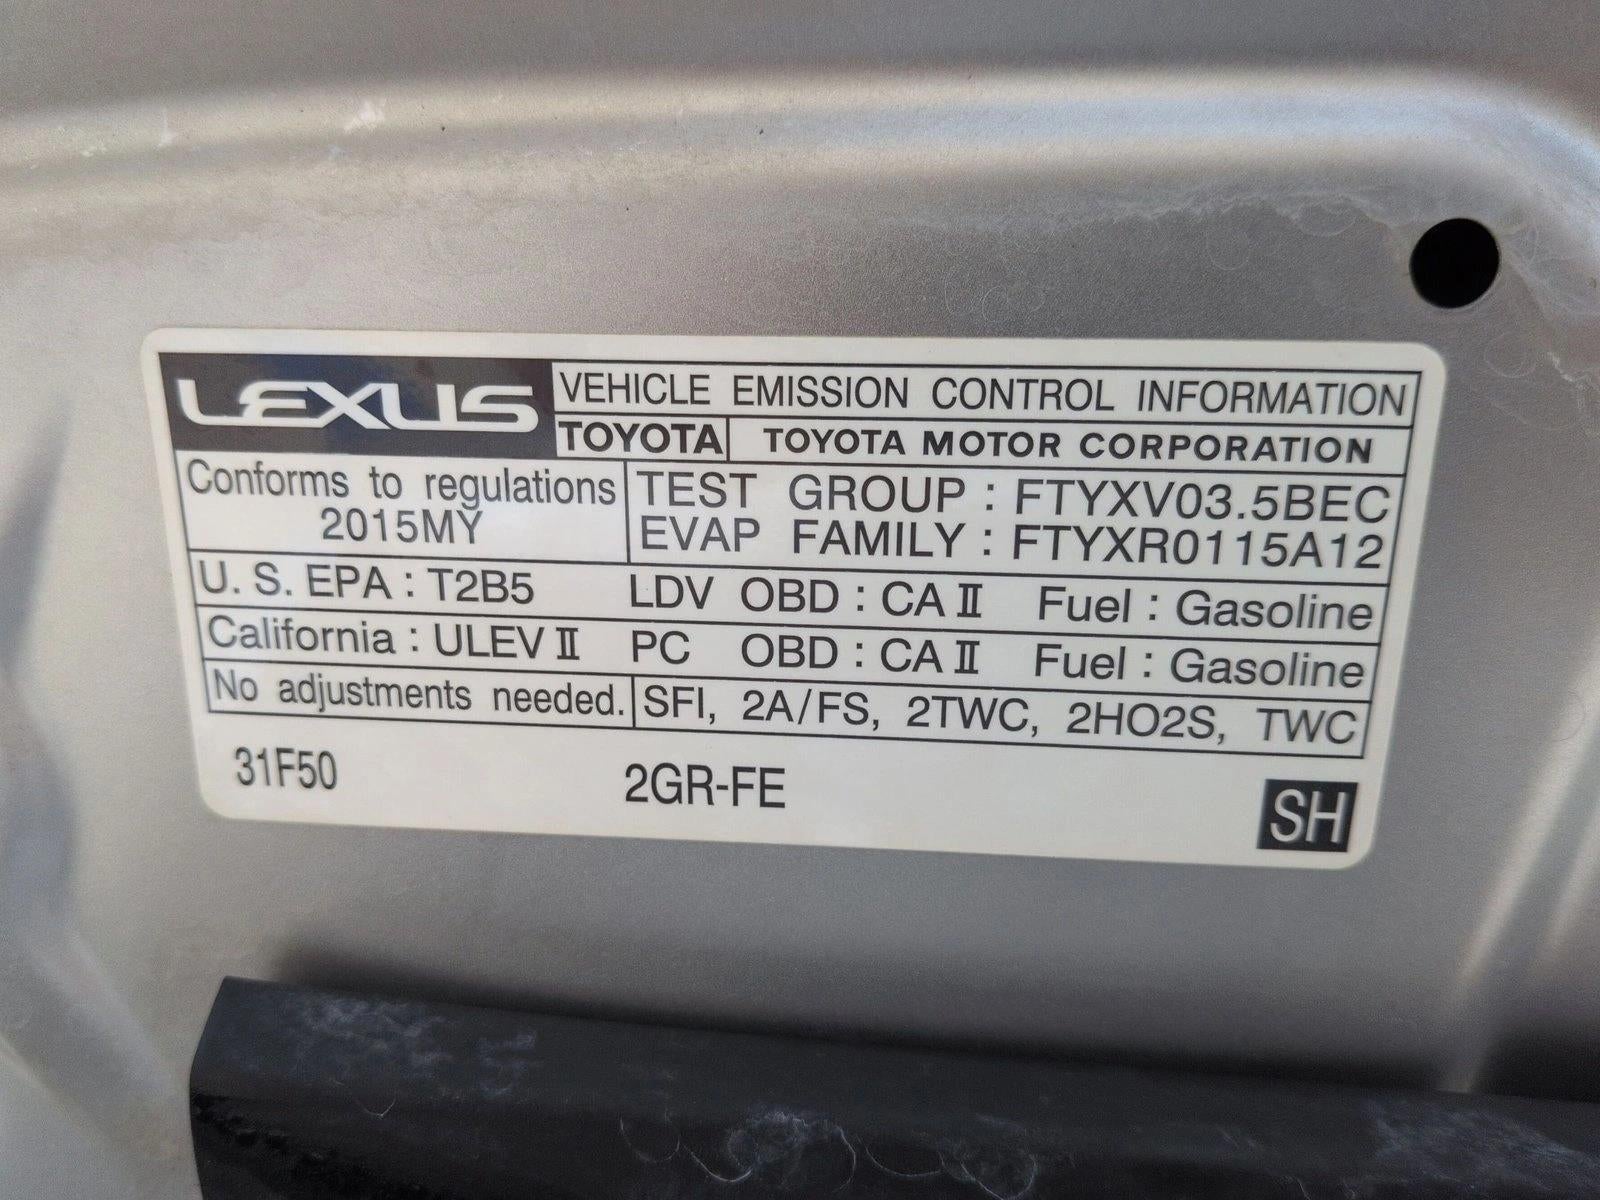 LEXUS VEHICLE EMISSION CONTROL INFORMATION
TOYOTA TOYOTA MOTOR CORPORATION
Conforms to regulations
2015MY
TEST GROUP : FTYXV03.5BEC
EVAP FAMILY : FTYXR0115A12
U. S. EPA : T2B5 LDV OBD : CA II Fuel : Gasoline
California : ULEV II PC OBD : CA II Fuel : Gasoline
No adjustments needed. SFI, 2A/FS, 2TWC, 2HO2S, TWC
31F50 2GR-FE SH